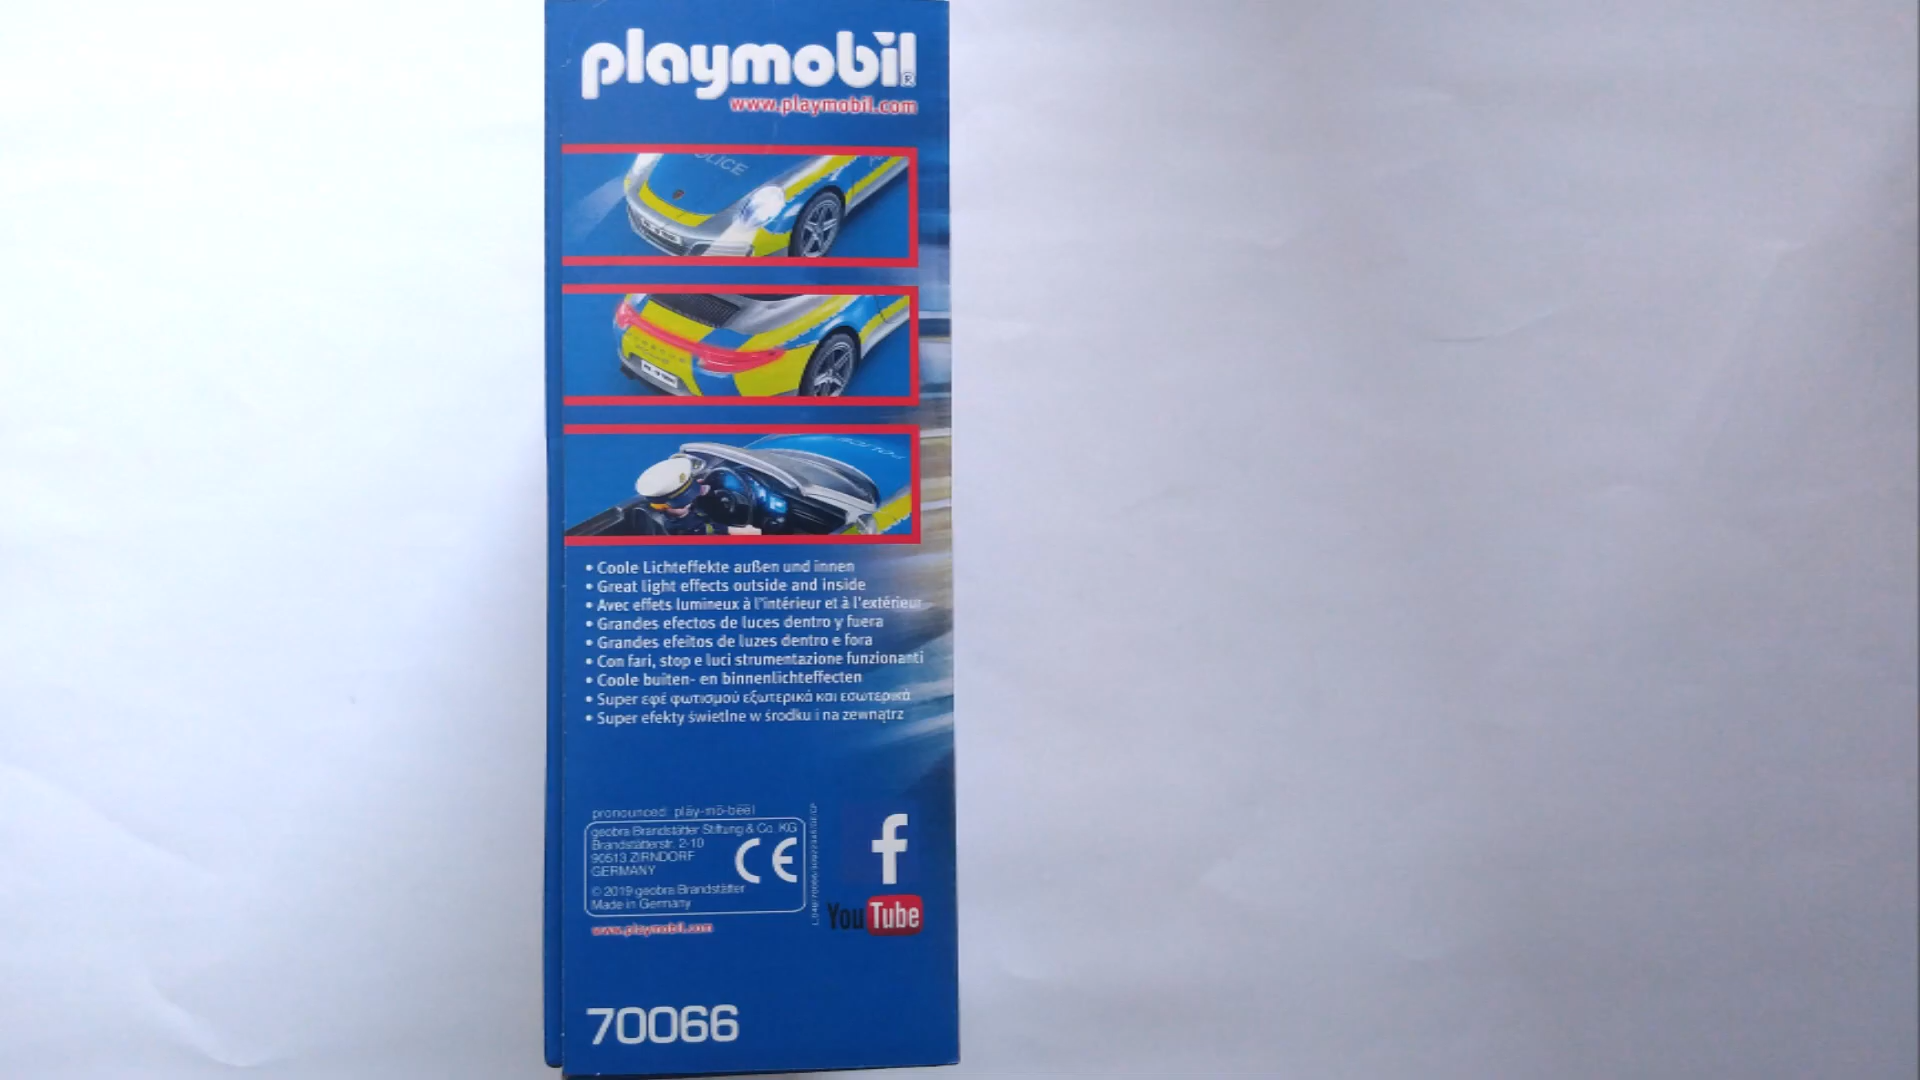 playmobil®
www.playmobil.com
OLICE
• Coole Lichteffekte außen und innen
• Great light effects outside and inside
• Avec effets lumineux à l'intérieur et à l'extérieur
• Grandes efectos de luces dentro y fuera
• Grandes efeitos de luzes dentro e fora
• Con fari, stop e luci strumentazione funzionanti
• Coole buiten- en binnenlichteffecten
• Super εφέ φωτισμού εξωτερικά και εσωτερικά
• Super efekty świetlne w środku i na zewnątrz
pronounced: plāy-mō-bēēl
geobra Brandstätter Stiftung & Co. KG
Brandstätterstr. 2-10
90513 ZIRNDORF
GERMANY
CE
© 2019 geobra Brandstätter
Made in Germany
www.playmobil.com
f
YouTube
70066